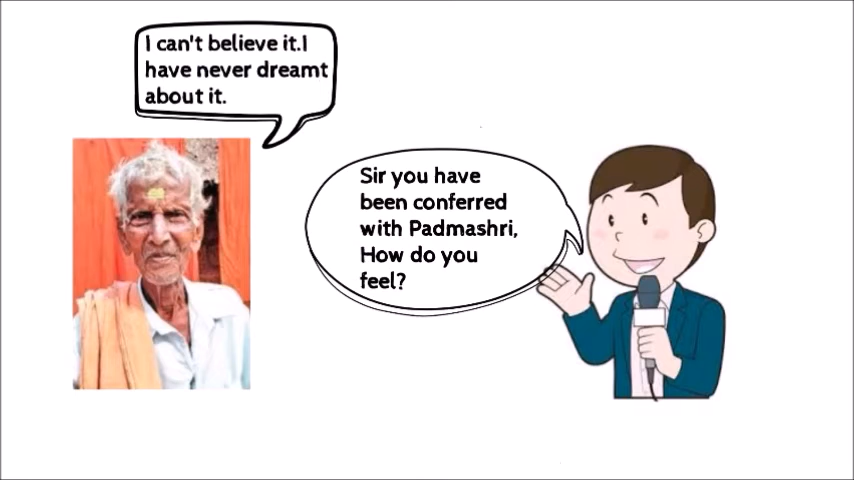 I can't believe it.I
have never dreamt
about it.
Sir you have
been conferred
with Padmashri,
How do you
feel?